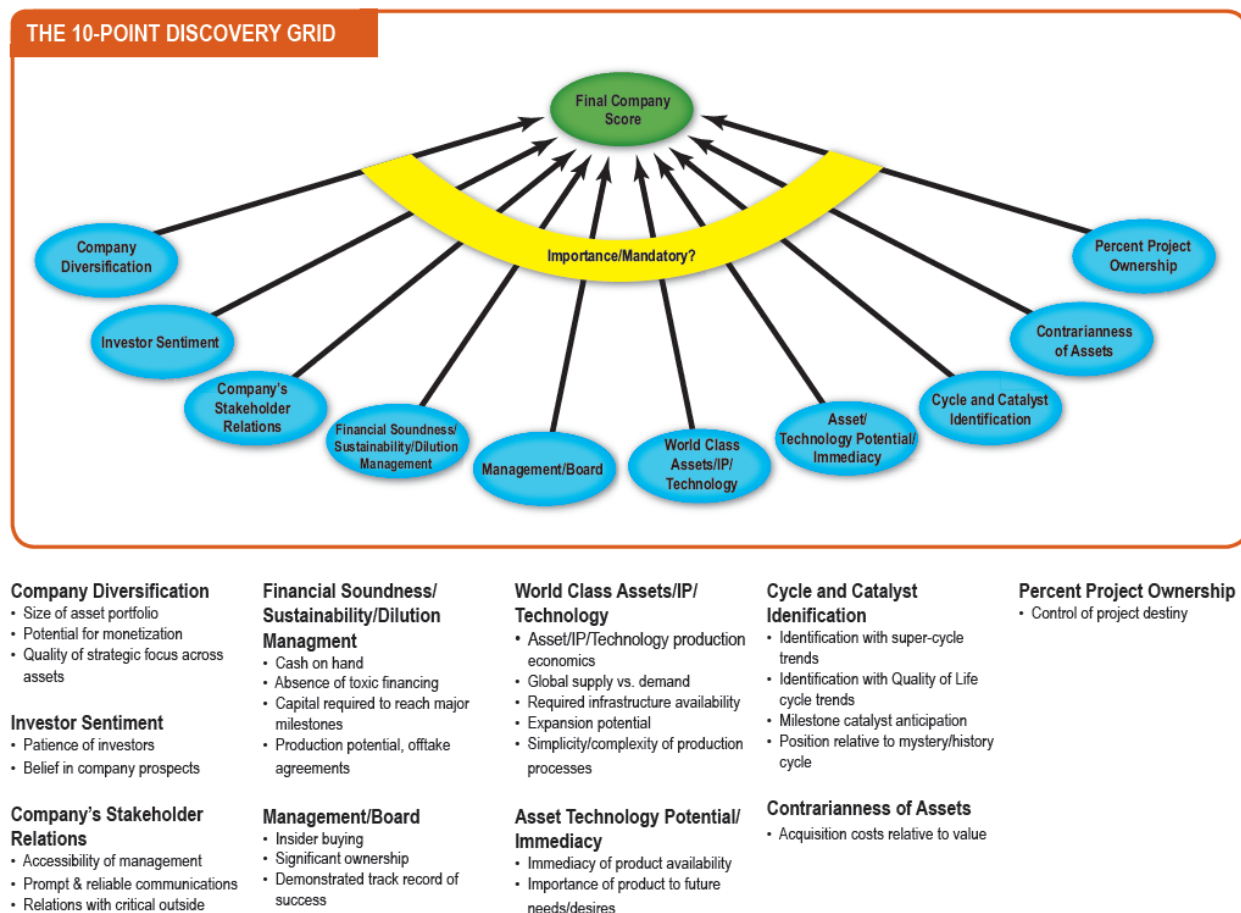 THE 10-POINT DISCOVERY GRID
Final Company
Score
Importance/Mandatory?
Company
Diversification
Investor Sentiment
Company's
Stakeholder
Relations
Financial Soundness/
Sustainability/Dilution
Management
Management/Board
World Class
Assets/IP/
Technology
Asset/
Technology Potential/
Immediacy
Cycle and Catalyst
Identification
Contrarianness
of Assets
Percent Project
Ownership
Company Diversification
• Size of asset portfolio
• Potential for monetization
• Quality of strategic focus across
assets
Investor Sentiment
• Patience of investors
• Belief in company prospects
Company's Stakeholder
Relations
• Accessibility of management
• Prompt & reliable communications
• Relations with critical outside
Financial Soundness/
Sustainability/Dilution
Managment
• Cash on hand
• Absence of toxic financing
• Capital required to reach major
milestones
• Production potential, offtake
agreements
Management/Board
• Insider buying
• Significant ownership
• Demonstrated track record of
success
World Class Assets/IP/
Technology
• Asset/IP/Technology production
economics
• Global supply vs. demand
• Required infrastructure availability
• Expansion potential
• Simplicity/complexity of production
processes
Asset Technology Potential/
Immediacy
• Immediacy of product availability
• Importance of product to future
needs/desires
Cycle and Catalyst
Idenification
• Identification with super-cycle
trends
• Identification with Quality of Life
cycle trends
• Milestone catalyst anticipation
• Position relative to mystery/history
cycle
Contrarianness of Assets
• Acquisition costs relative to value
Percent Project Ownership
• Control of project destiny